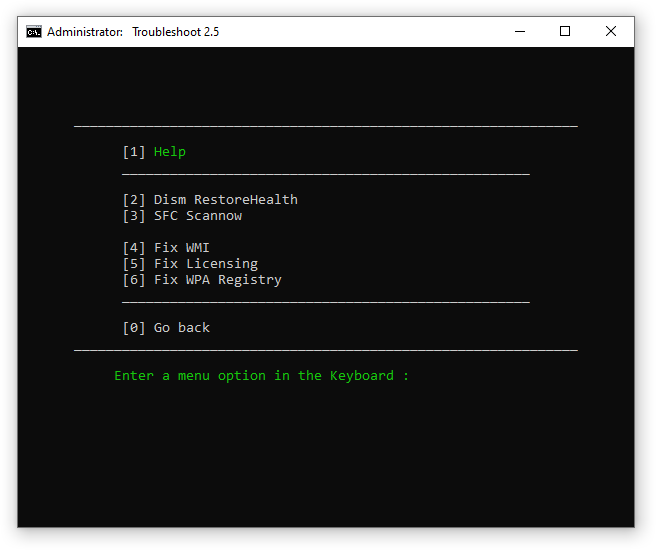 Administrator:  Troubleshoot 2.5
[1] Help
[2] Dism RestoreHealth
[3] SFC Scannow
[4] Fix WMI
[5] Fix Licensing
[6] Fix WPA Registry
[0] Go back
Enter a menu option in the Keyboard :